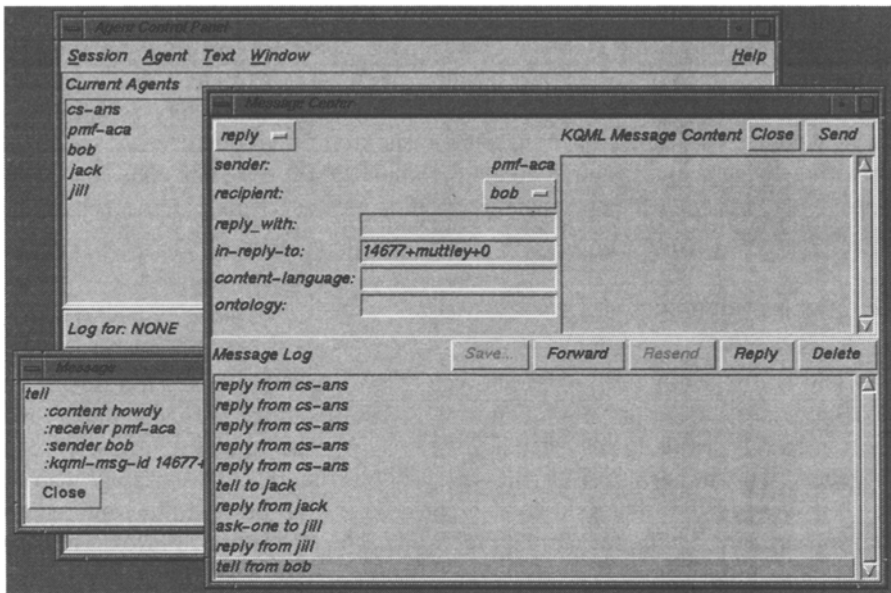 Agent Control Panel
Session Agent Text Window Help
Current Agents
cs-ans
pmf-aca
bob
jack
jill
Log for: NONE
Message Center
reply
KQML Message Content Close Send
sender: pmf-aca
recipient: bob
reply_with:
in-reply-to: 14677+muttley+0
content-language:
ontology:
Message Log Save... Forward Resend Reply Delete
reply from cs-ans
reply from cs-ans
reply from cs-ans
reply from cs-ans
reply from cs-ans
tell to jack
reply from jack
ask-one to jill
reply from jill
tell from bob
Message
tell
:content howdy
:receiver pmf-aca
:sender bob
:kqml-msg-id 14677+
Close